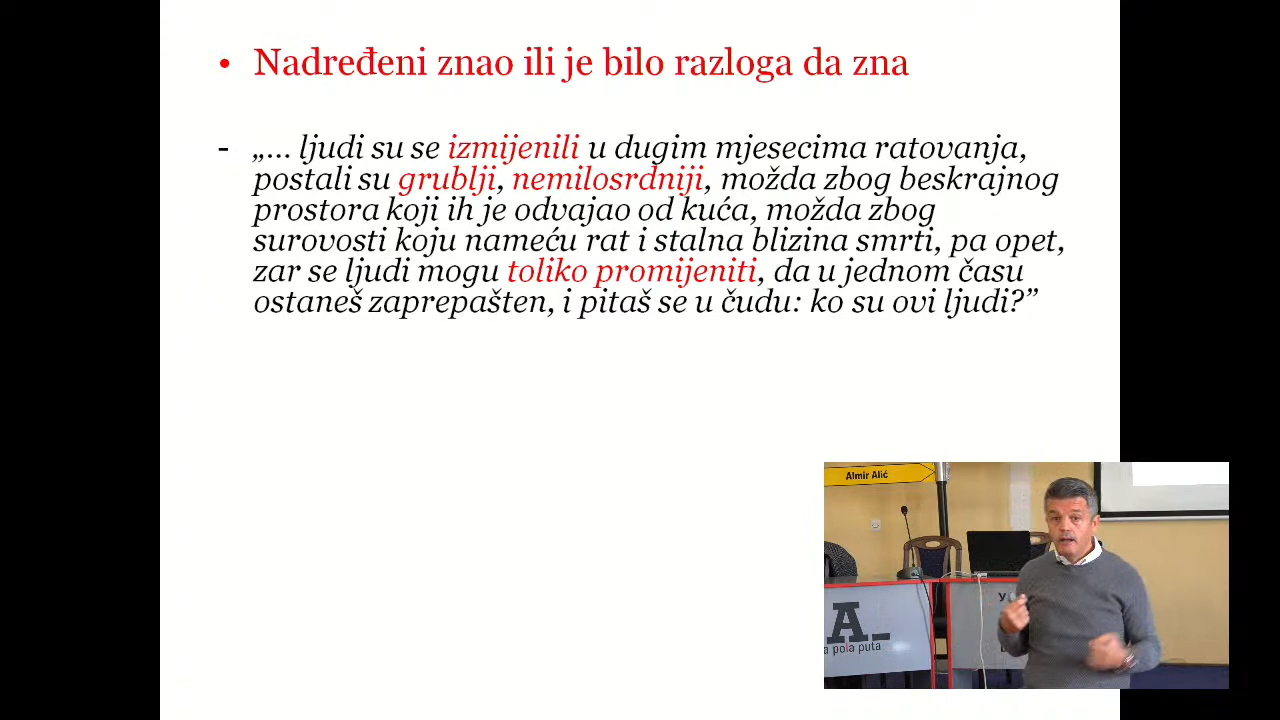 • Nadređeni znao ili je bilo razloga da zna
- „... ljudi su se izmijenili u dugim mjesecima ratovanja,
postali su grublji, nemilosrdniji, možda zbog beskrajnog
prostora koji ih je odvajao od kuća, možda zbog
surovosti koju nameću rat i stalna blizina smrti, pa opet,
zar se ljudi mogu toliko promijeniti, da u jednom času
ostaneš zaprepašten, i pitaš se u čudu: ko su ovi ljudi?”
Almir Alić
A_
a pola puta